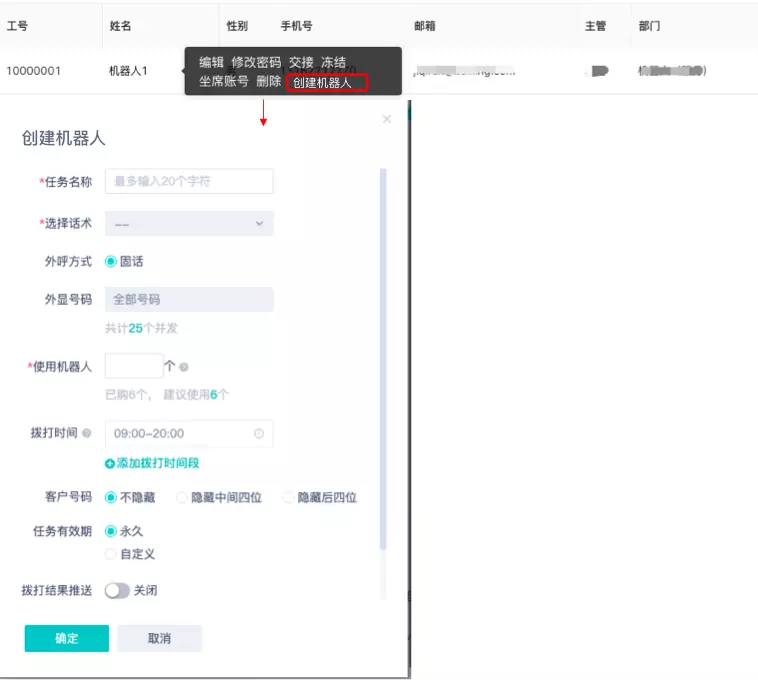 工号 姓名 性别 手机号 邮箱 主管 部门
10000001 机器人1
编辑 修改密码 交接 冻结
坐席账号 删除 创建机器人
创建机器人
*任务名称 最多输入20个字符
*选择话术 --
外呼方式 固话
外显号码 全部号码
共计25个并发
*使用机器人 个
已购6个， 建议使用6个
拨打时间 09:00-20:00
添加拨打时间段
客户号码 不隐藏 隐藏中间四位 隐藏后四位
任务有效期 永久
自定义
拨打结果推送 关闭
确定 取消